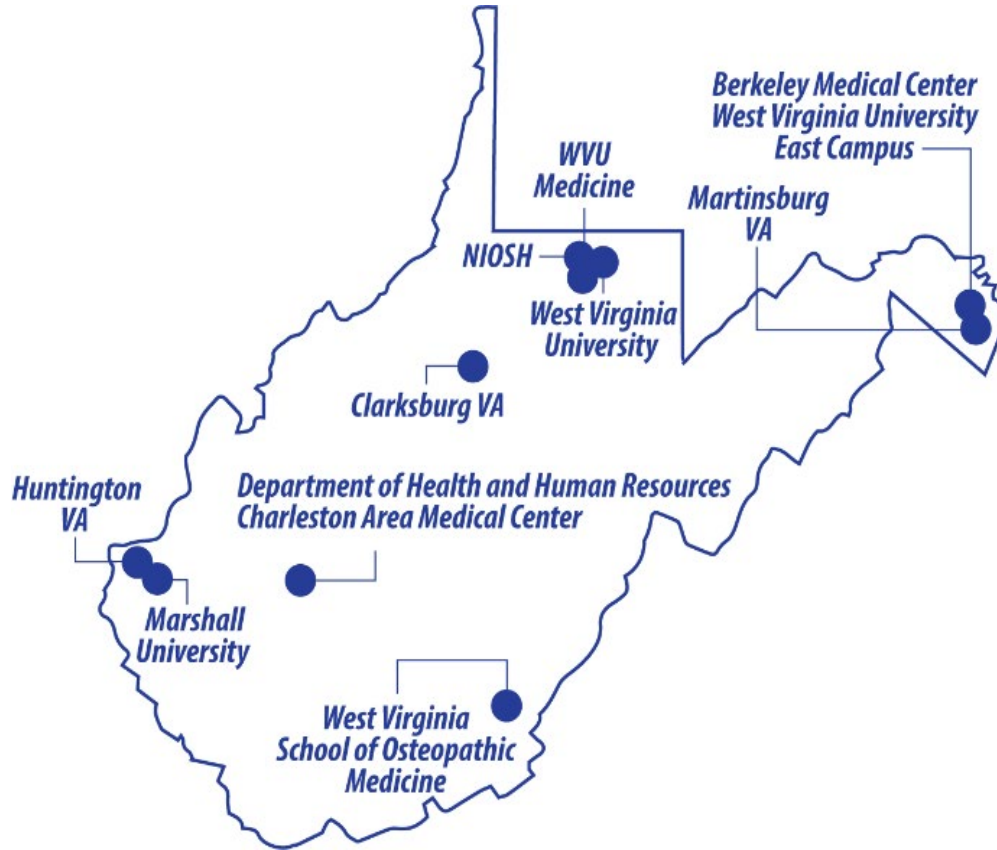 Berkeley Medical Center
West Virginia University
East Campus
WVU
Medicine
Martinsburg
VA
NIOSH
West Virginia
University
Clarksburg VA
Huntington
VA
Department of Health and Human Resources
Charleston Area Medical Center
Marshall
University
West Virginia
School of Osteopathic
Medicine